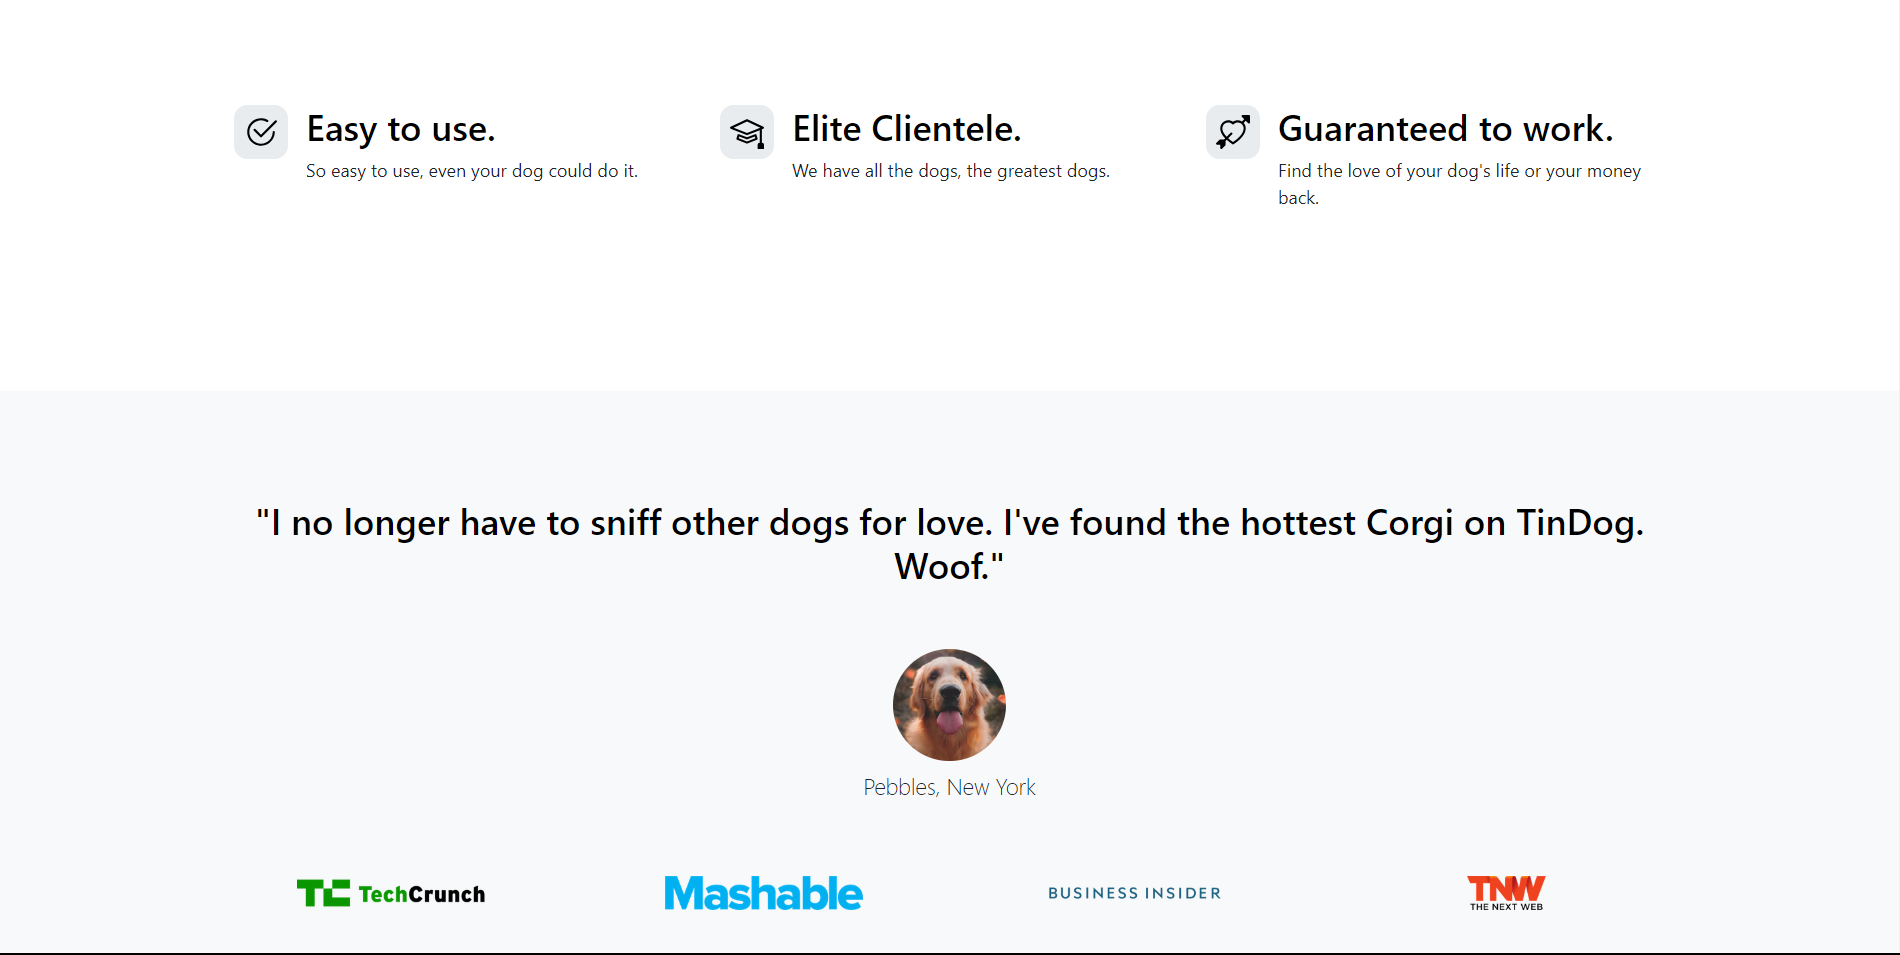 Easy to use.
So easy to use, even your dog could do it.
Elite Clientele.
We have all the dogs, the greatest dogs.
Guaranteed to work.
Find the love of your dog's life or your money
back.
"I no longer have to sniff other dogs for love. I've found the hottest Corgi on TinDog.
Woof."
Pebbles, New York
TC TechCrunch
Mashable
BUSINESS INSIDER
TNW
THE NEXT WEB